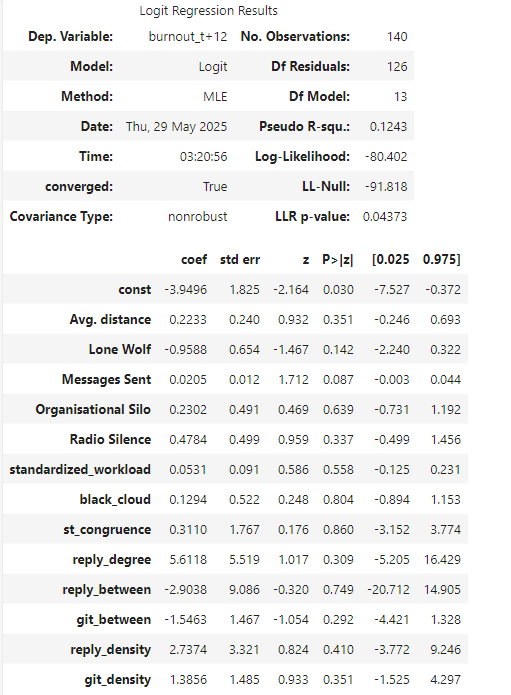 Logit Regression Results
Dep. Variable: burnout_t+12 No. Observations: 140
Model: Logit Df Residuals: 126
Method: MLE Df Model: 13
Date: Thu, 29 May 2025 Pseudo R-squ.: 0.1243
Time: 03:20:56 Log-Likelihood: -80.402
converged: True LL-Null: -91.818
Covariance Type: nonrobust LLR p-value: 0.04373
coef std err z P>|z| [0.025 0.975]
const -3.9496 1.825 -2.164 0.030 -7.527 -0.372
Avg. distance 0.2233 0.240 0.932 0.351 -0.246 0.693
Lone Wolf -0.9588 0.654 -1.467 0.142 -2.240 0.322
Messages Sent 0.0205 0.012 1.712 0.087 -0.003 0.044
Organisational Silo 0.2302 0.491 0.469 0.639 -0.731 1.192
Radio Silence 0.4784 0.499 0.959 0.337 -0.499 1.456
standardized_workload 0.0531 0.091 0.586 0.558 -0.125 0.231
black_cloud 0.1294 0.522 0.248 0.804 -0.894 1.153
st_congruence 0.3110 1.767 0.176 0.860 -3.152 3.774
reply_degree 5.6118 5.519 1.017 0.309 -5.205 16.429
reply_between -2.9038 9.086 -0.320 0.749 -20.712 14.905
git_between -1.5463 1.467 -1.054 0.292 -4.421 1.328
reply_density 2.7374 3.321 0.824 0.410 -3.772 9.246
git_density 1.3856 1.485 0.933 0.351 -1.525 4.297